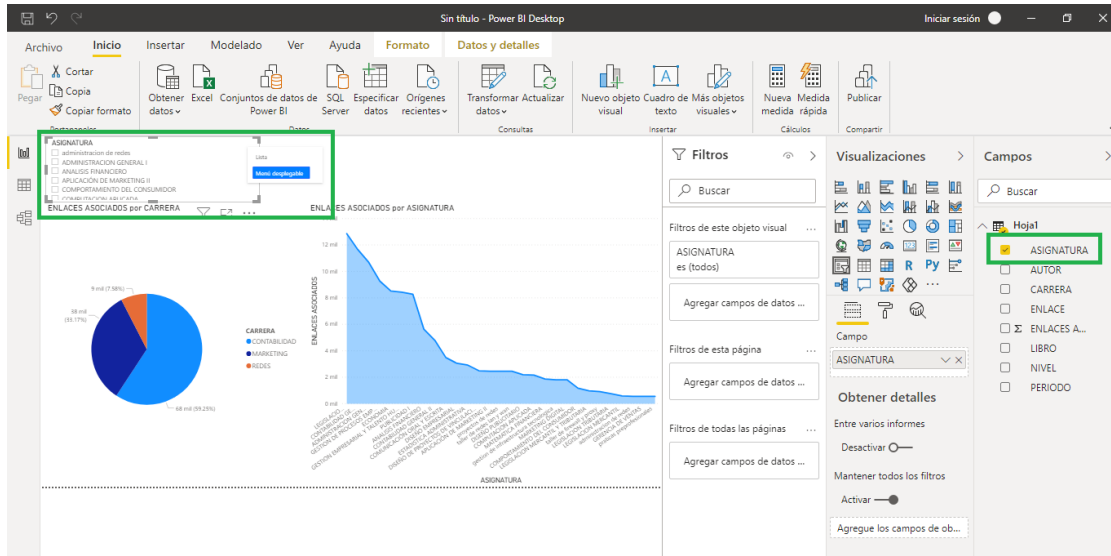 Sin título - Power BI Desktop
Iniciar sesión
Archivo Inicio Insertar Modelado Ver Ayuda Formato Datos y detalles
Pegar
Cortar
Copia
Copiar formato
Portapapeles
Obtener datos
Excel
Conjuntos de datos de Power BI
SQL Server
Especificar datos
Orígenes recientes
Datos
Transformar datos
Actualizar
Consultas
Nuevo objeto visual
Cuadro de texto
Más objetos visuales
Insertar
Nueva medida
Medida rápida
Cálculos
Publicar
Compartir
ASIGNATURA
administracion de redes
ADMINISTRACION GENERAL I
ANALISIS FINANCIERO
APLICACIÓN DE MARKETING II
COMPORTAMIENTO DEL CONSUMIDOR
COMPUTACION APLICADA
Lista
Menú desplegable
ENLACES ASOCIADOS por CARRERA
9 mil (7.58%)
38 mil
(33.17%)
68 mil (59.25%)
CARRERA
CONTABILIDAD
MARKETING
REDES
ENLACES ASOCIADOS por ASIGNATURA
ENLACES ASOCIADOS
12 mil
10 mil
8 mil
6 mil
4 mil
2 mil
0 mil
ASIGNATURA
Filtros
Buscar
Filtros de este objeto visual ...
ASIGNATURA
es (todos)
Agregar campos de datos ...
Filtros de esta página ...
Agregar campos de datos ...
Filtros de todas las páginas ...
Agregar campos de datos ...
Visualizaciones
R Py
Campo
ASIGNATURA
Obtener detalles
Entre varios informes
Desactivar
Mantener todos los filtros
Activar
Agregue los campos de ob...
Campos
Buscar
Hoja1
ASIGNATURA
AUTOR
CARRERA
ENLACE
Σ ENLACES A...
LIBRO
NIVEL
PERIODO